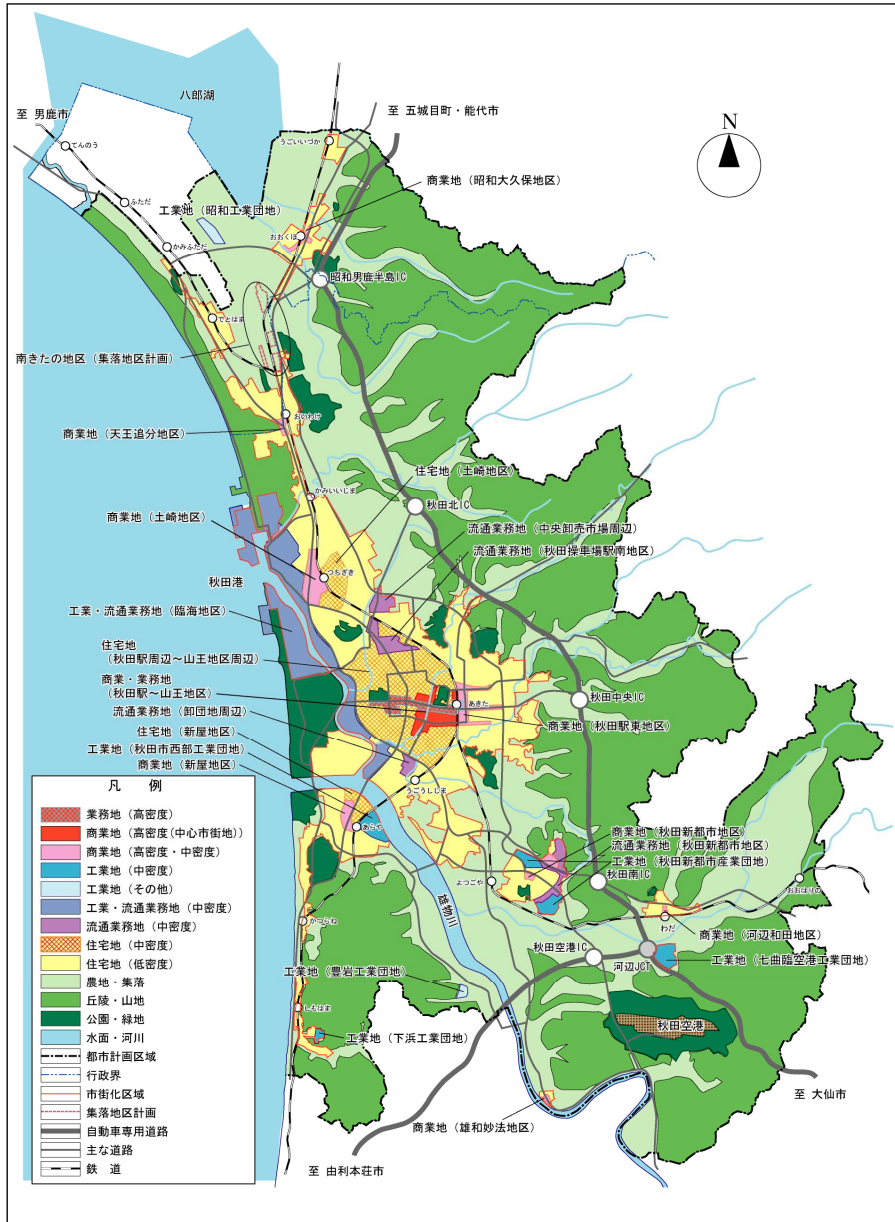 八郎湖
至 男鹿市
至 五城目町・能代市
N
てんのう
うごいいづか
商業地（昭和大久保地区）
ふただ
工業地（昭和工業団地）
おおくぼ
かみふただ
昭和男鹿半島IC
でとはま
南きたの地区（集落地区計画）
おいわけ
商業地（天王追分地区）
住宅地（土崎地区）
かみいいじま
秋田北IC
商業地（土崎地区）
流通業務地（中央卸売市場周辺）
流通業務地（秋田操車場駅南地区）
つちざき
秋田港
工業・流通業務地（臨海地区）
住宅地
（秋田駅周辺～山王地区周辺）
商業・業務地
（秋田駅～山王地区）
あきた
秋田中央IC
流通業務地（卸団地周辺）
商業地（秋田駅東地区）
住宅地（新屋地区）
工業地（秋田市西部工業団地）
商業地（新屋地区）
うごうししま
あらや
商業地（秋田新都市地区）
流通業務地（秋田新都市地区）
工業地（秋田新都市産業団地）
秋田南IC
よつごや
おおばりの
雄物川
かつらね
わだ
商業地（河辺和田地区）
秋田空港IC
河辺JCT
工業地（七曲臨空港工業団地）
工業地（豊岩工業団地）
しもはま
工業地（下浜工業団地）
秋田空港
至 大仙市
商業地（雄和妙法地区）
至 由利本荘市
凡 例
業務地（高密度）
商業地（高密度（中心市街地））
商業地（高密度・中密度）
工業地（中密度）
工業地（その他）
工業・流通業務地（中密度）
流通業務地（中密度）
住宅地（中密度）
住宅地（低密度）
農地・集落
丘陵・山地
公園・緑地
水面・河川
都市計画区域
行政界
市街化区域
集落地区計画
自動車専用道路
主な道路
鉄 道